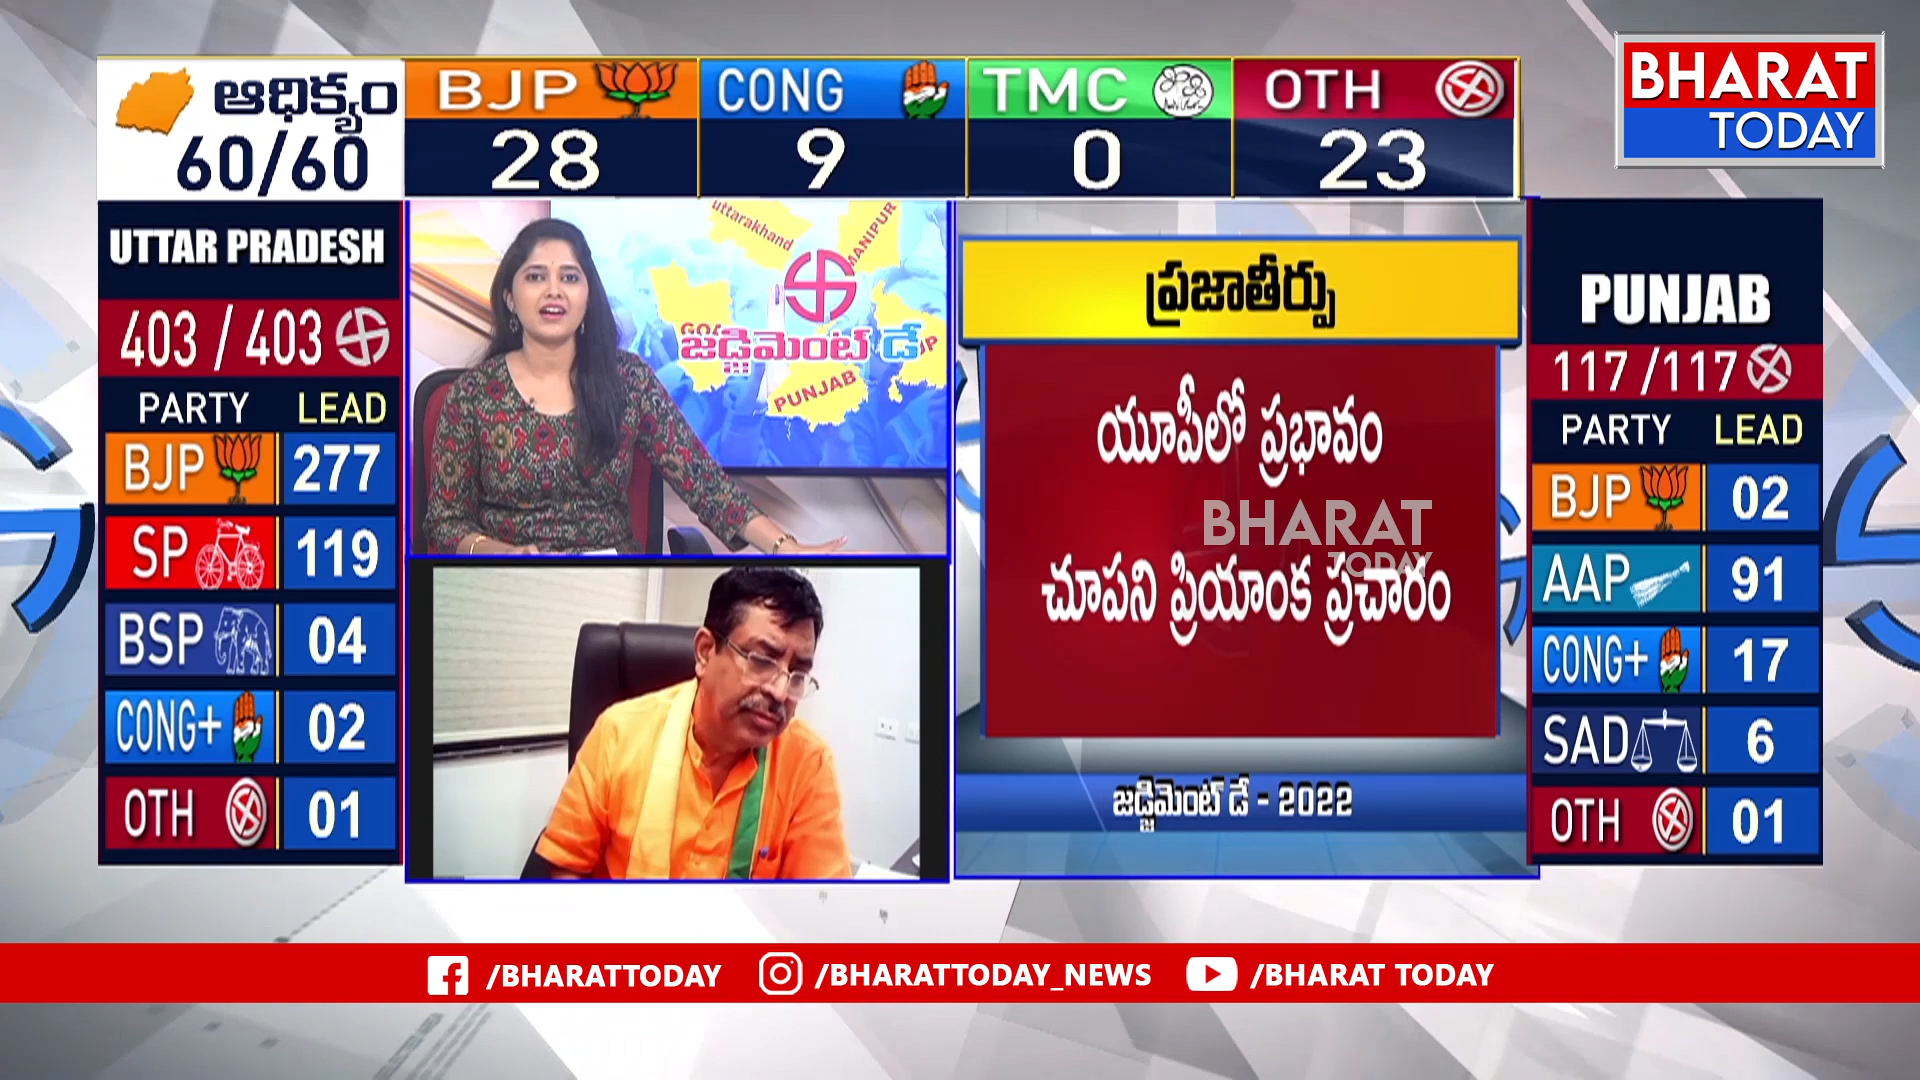 ఆధిక్యం
60/60
BJP
28
CONG
9
TMC
0
OTH
23
BHARAT
TODAY
UTTAR PRADESH
403 / 403
PARTY LEAD
BJP 277
SP 119
BSP 04
CONG+ 02
OTH 01
uttarakhand
MANIPUR
జడ్జిమెంట్ డే
PUNJAB
ప్రజాతీర్పు
యూపీలో ప్రభావం
చూపని ప్రియాంక ప్రచారం
BHARAT
TODAY
జడ్జిమెంట్ డే - 2022
PUNJAB
117 /117
PARTY LEAD
BJP 02
AAP 91
CONG+ 17
SAD 6
OTH 01
/BHARATTODAY /BHARATTODAY_NEWS /BHARAT TODAY